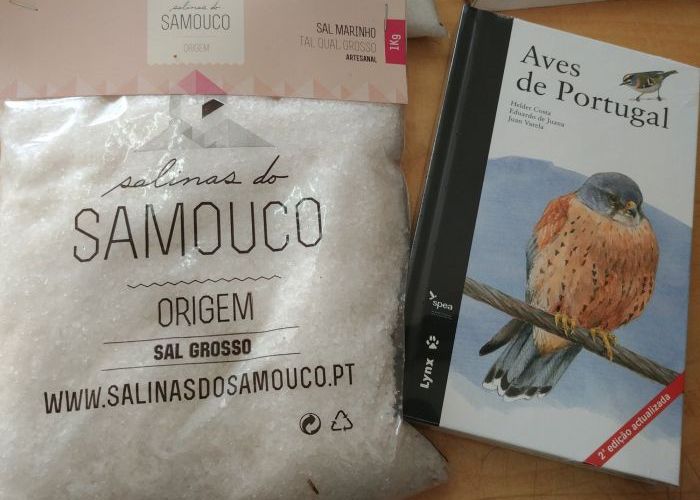 salinas do
SAMOUCO
ORIGEM
SAL MARINHO
TAL QUAL GROSSO
ARTESANAL
1Kg
salinas do
SAMOUCO
ORIGEM
SAL GROSSO
WWW.SALINASDOSAMOUCO.PT
Aves
de Portugal
Helder Costa
Eduardo de Juana
Juan Varela
spea
Lynx
2ª edição actualizada